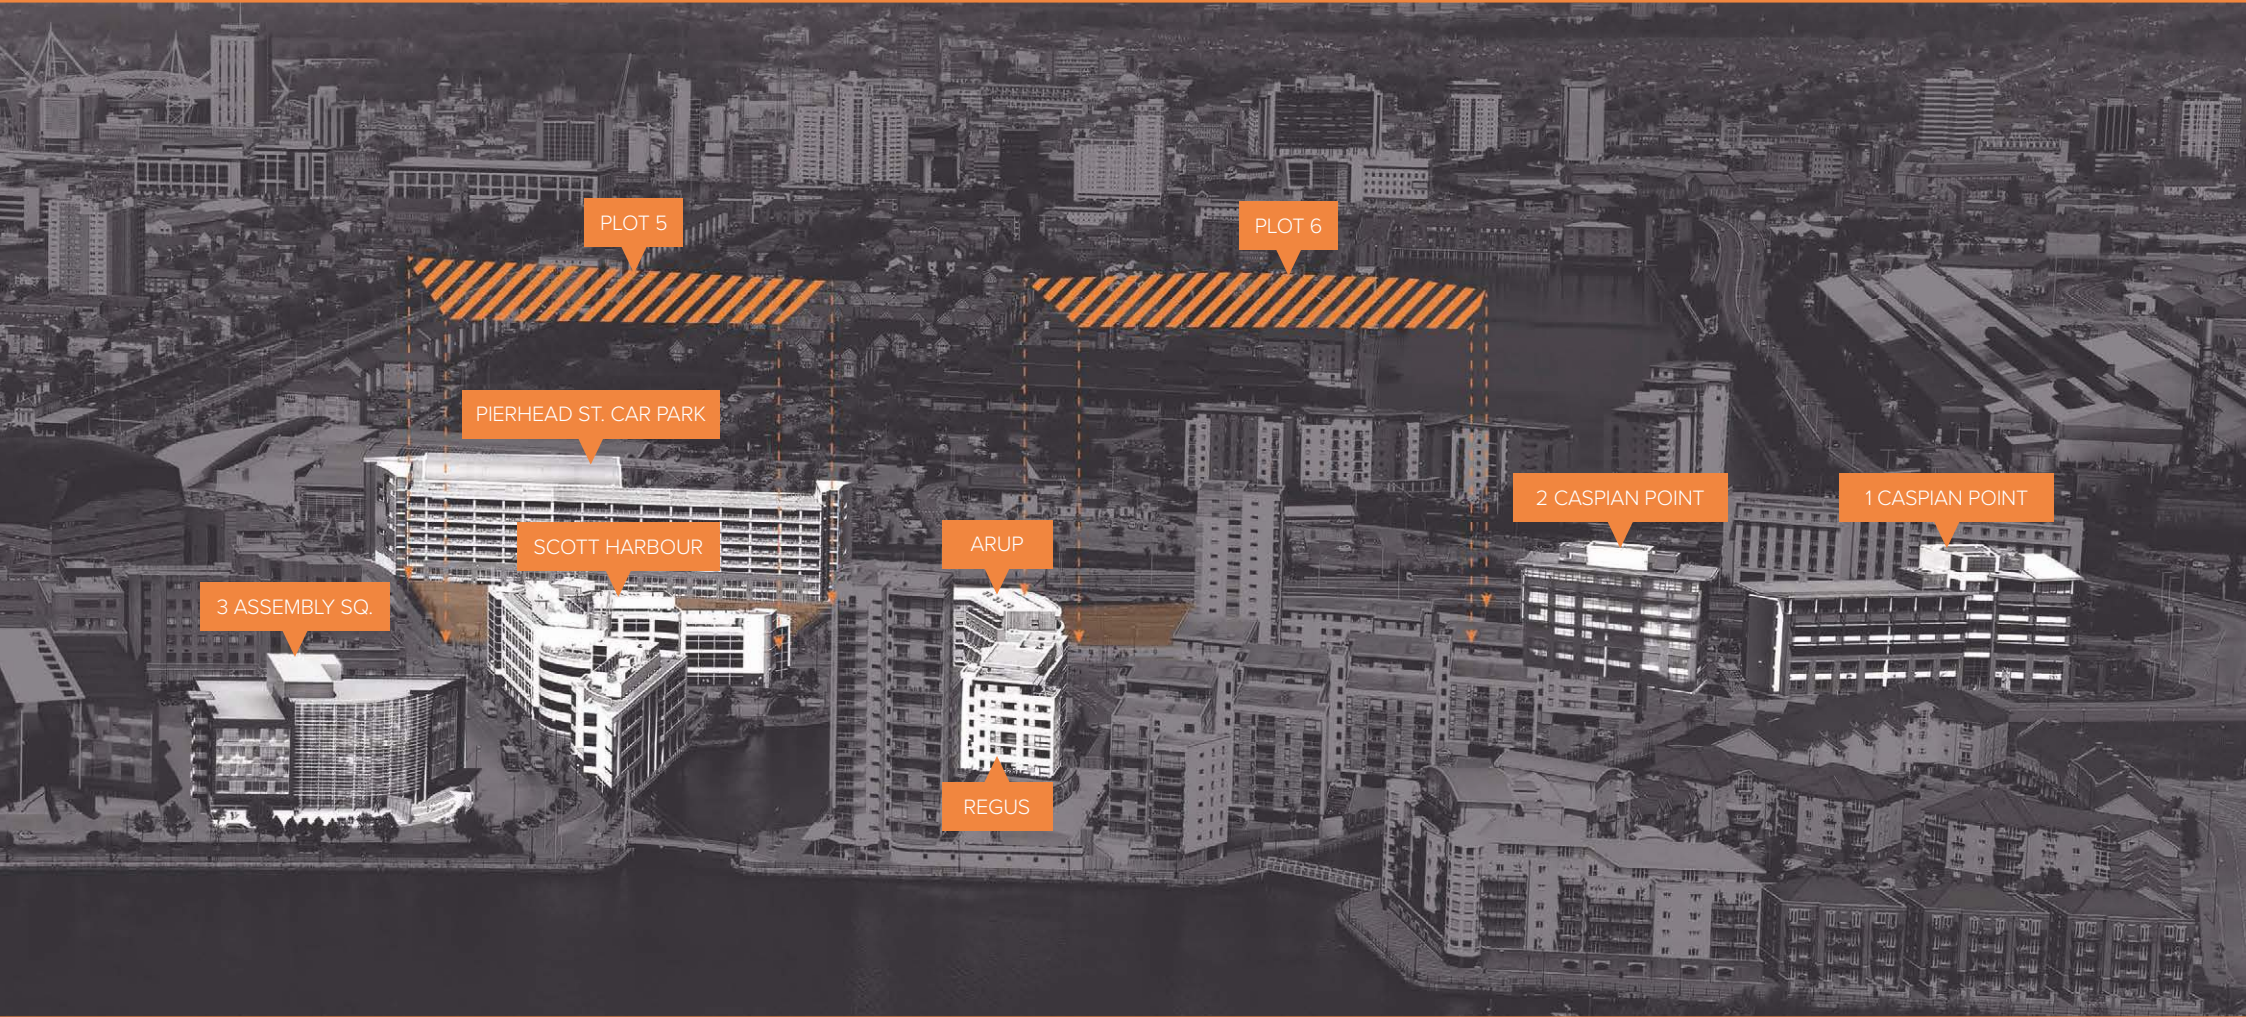 PLOT 5
PLOT 6
PIERHEAD ST. CAR PARK
2 CASPIAN POINT
1 CASPIAN POINT
SCOTT HARBOUR
ARUP
3 ASSEMBLY SQ.
REGUS